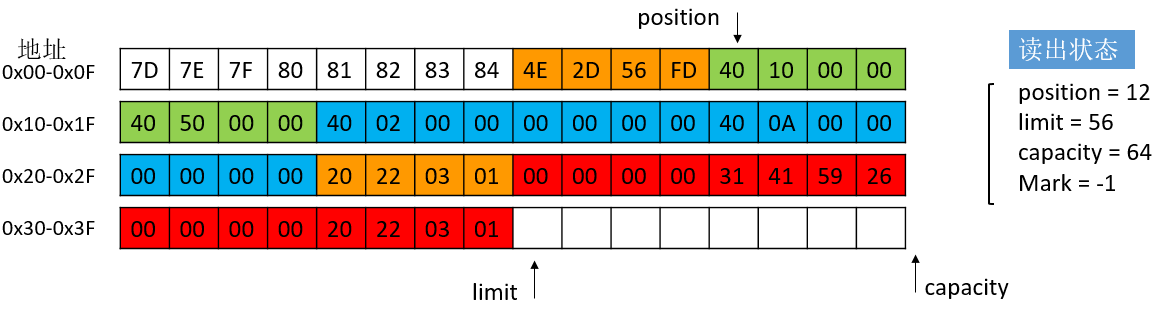 position
地址
读出状态
0x00-0x0F 7D 7E 7F 80 81 82 83 84 4E 2D 56 FD 40 10 00 00
position = 12
0x10-0x1F 40 50 00 00 40 02 00 00 00 00 00 00 40 0A 00 00
limit = 56
capacity = 64
0x20-0x2F 00 00 00 00 20 22 03 01 00 00 00 00 31 41 59 26
Mark = -1
0x30-0x3F 00 00 00 00 20 22 03 01
limit
capacity